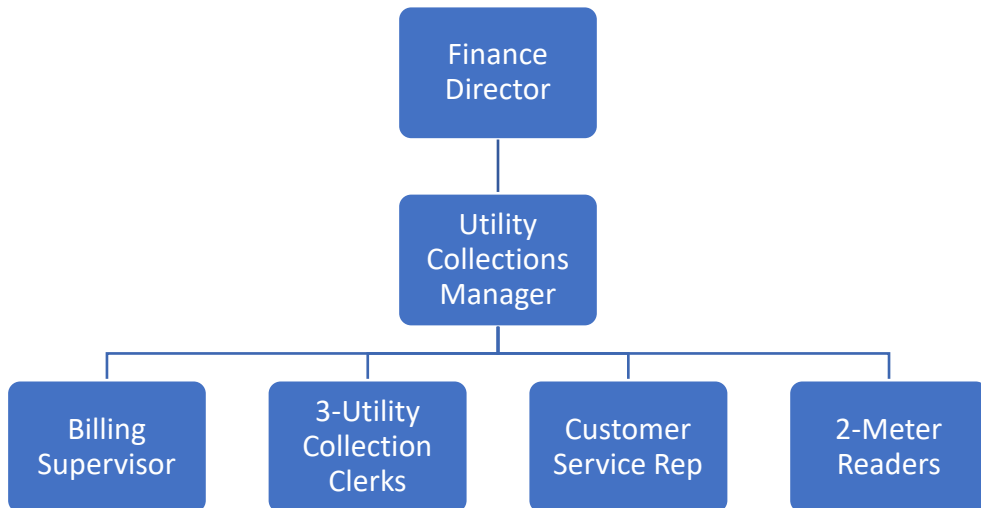 Finance
Director
Utility
Collections
Manager
Billing
Supervisor
3-Utility
Collection
Clerks
Customer
Service Rep
2-Meter
Readers